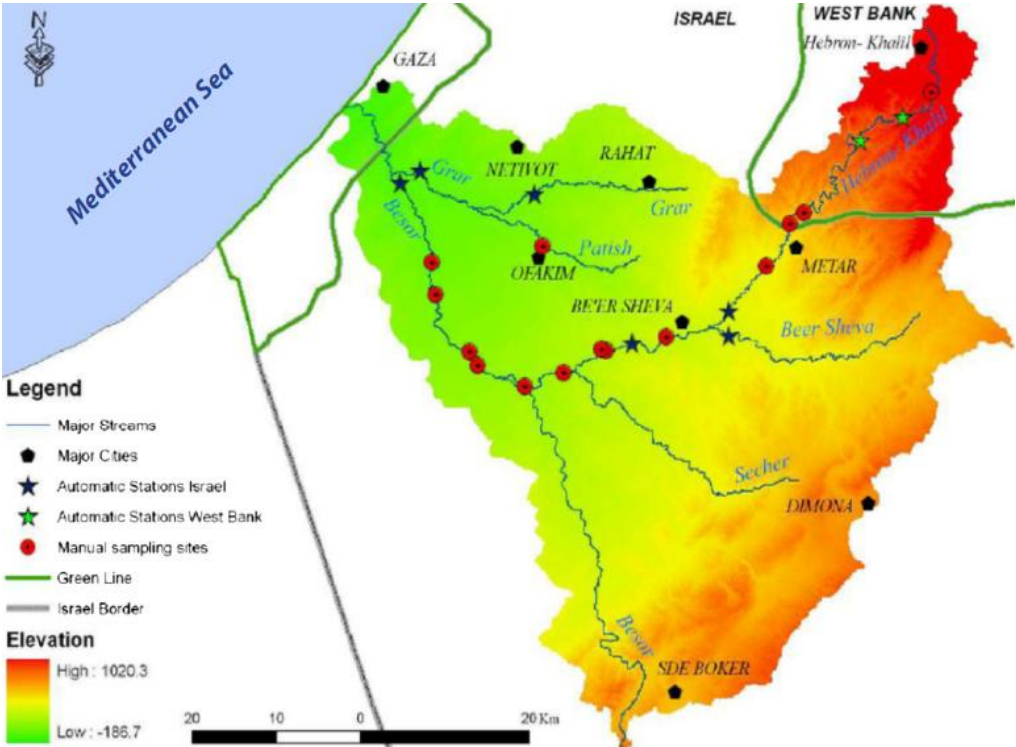 N
ISRAEL
WEST BANK
Hebron- Khalil
GAZA
Mediterranean Sea
NETIVOT
RAHAT
Grar
Grar
Hebron- Khalil
Besor
Patish
OFAKIM
METAR
BE'ER SHEVA
Beer Sheva
Secher
DIMONA
Besor
SDE BOKER
Legend
Major Streams
Major Cities
Automatic Stations Israel
Automatic Stations West Bank
Manual sampling sites
Green Line
Israel Border
Elevation
High : 1020.3
Low : -186.7
20 10 0 20 Km